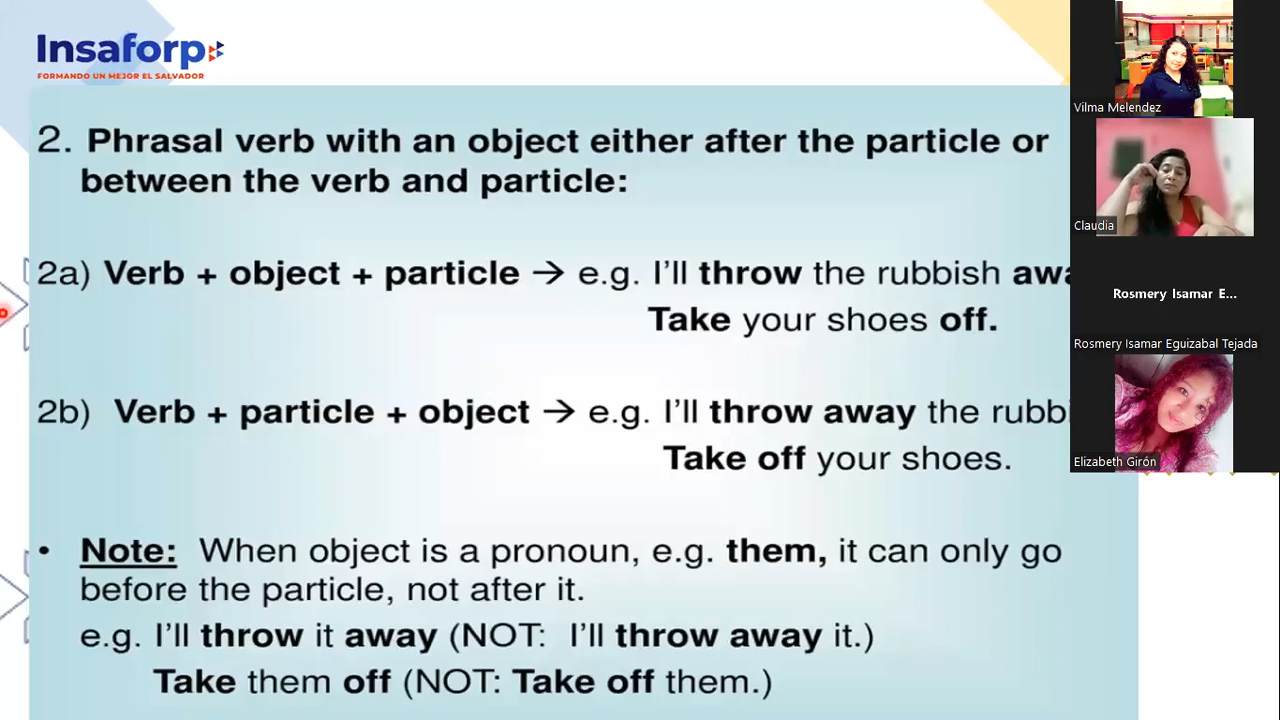 Insaforp
FORMANDO UN MEJOR EL SALVADOR
2. Phrasal verb with an object either after the particle or
between the verb and particle:
2a) Verb + object + particle → e.g. I'll throw the rubbish
Take your shoes off.
2b) Verb + particle + object → e.g. I'll throw away the
Take off your shoes.
• Note: When object is a pronoun, e.g. them, it can only go
before the particle, not after it.
e.g. I'll throw it away (NOT: I'll throw away it.)
Take them off (NOT: Take off them.)
Vilma Melendez
Claudia
Rosmery Isamar E...
Rosmery Isamar Eguizabal Tejada
Elizabeth Girón